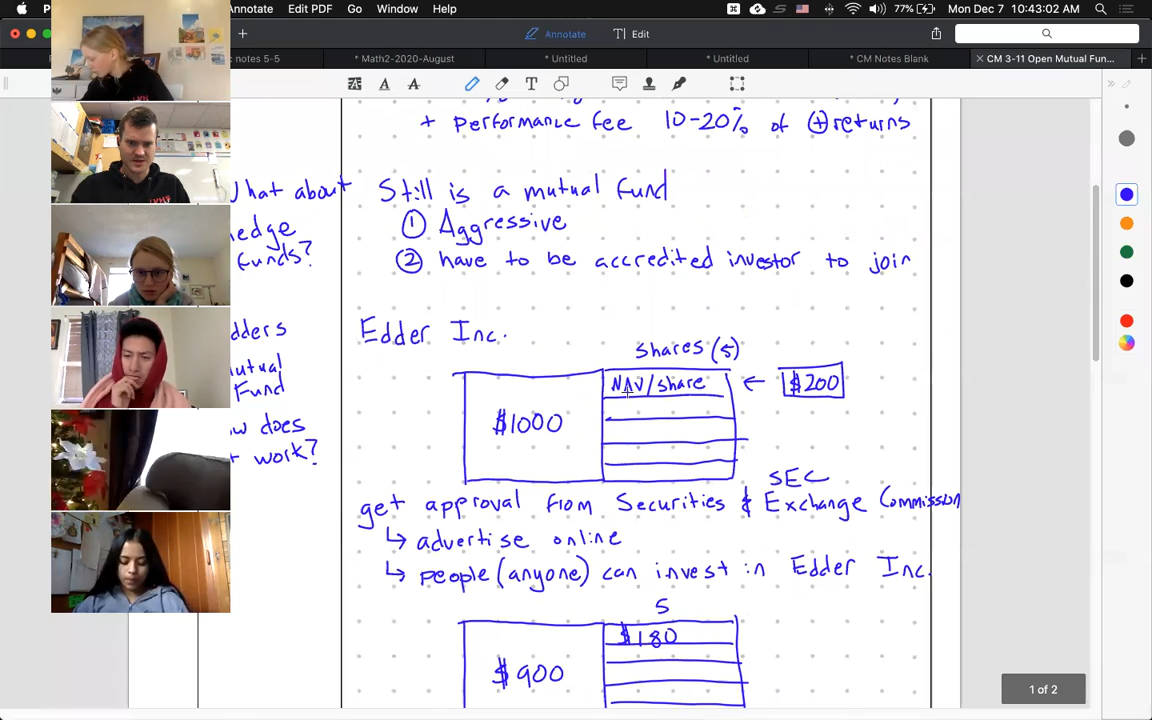 Annotate Edit PDF Go Window Help 77% Mon Dec 7 10:43:02 AM
Annotate Edit
notes 5-5 * Math2-2020-August * Untitled * Untitled * CM Notes Blank CM 3-11 Open Mutual Fun...
+ performance fee 10-20% of (+) returns
What about Still is a mutual fund
edge ① Aggressive
funds? ② have to be accredited investor to join
dders Edder Inc.
utual shares (5)
Fund NAV/share ← $200
$1000
ow does
t work?
SEC
get approval from Securities & Exchange Commission
↳ advertise online
↳ people (anyone) can invest in Edder Inc.
5
$180
$900
1 of 2